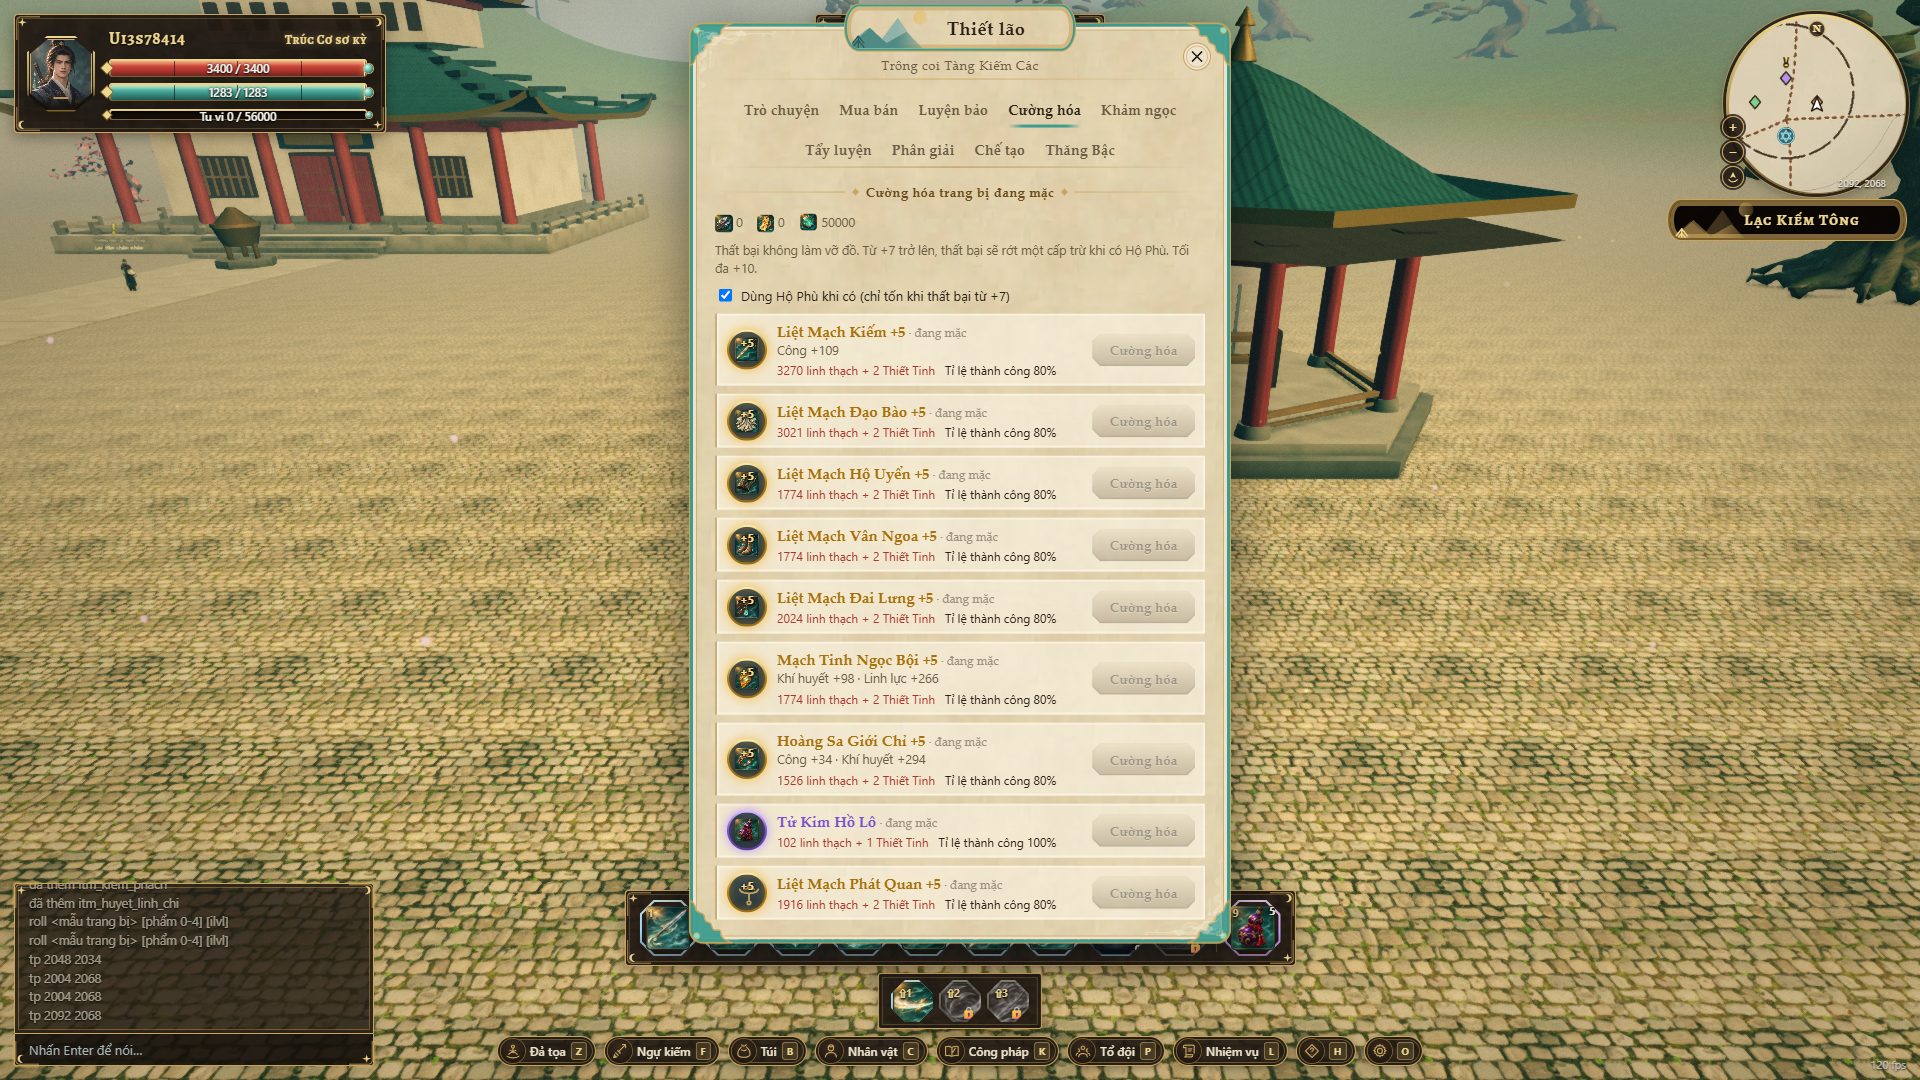 U13S78414
Trúc Cơ sơ kỳ
3400 / 3400
1283 / 1283
Tu vi 0 / 56000
Thiết lão
Trông coi Tàng Kiếm Các
Trò chuyện Mua bán Luyện bảo Cường hóa Khảm ngọc
Tẩy luyện Phân giải Chế tạo Thăng Bậc
Cường hóa trang bị đang mặc
0 0 50000
Thất bại không làm vỡ đồ. Từ +7 trở lên, thất bại sẽ rớt một cấp trừ khi có Hộ Phù. Tối
đa +10.
Dùng Hộ Phù khi có (chỉ tốn khi thất bại từ +7)
+5
Liệt Mạch Kiếm +5 · đang mặc
Công +109
3270 linh thạch + 2 Thiết Tinh Tỉ lệ thành công 80%
Cường hóa
+5
Liệt Mạch Đạo Bào +5 · đang mặc
3021 linh thạch + 2 Thiết Tinh Tỉ lệ thành công 80%
Cường hóa
+5
Liệt Mạch Hộ Uyển +5 · đang mặc
1774 linh thạch + 2 Thiết Tinh Tỉ lệ thành công 80%
Cường hóa
+5
Liệt Mạch Vân Ngoa +5 · đang mặc
1774 linh thạch + 2 Thiết Tinh Tỉ lệ thành công 80%
Cường hóa
+5
Liệt Mạch Đai Lưng +5 · đang mặc
2024 linh thạch + 2 Thiết Tinh Tỉ lệ thành công 80%
Cường hóa
+5
Mạch Tinh Ngọc Bội +5 · đang mặc
Khí huyết +98 · Linh lực +266
1774 linh thạch + 2 Thiết Tinh Tỉ lệ thành công 80%
Cường hóa
+5
Hoàng Sa Giới Chỉ +5 · đang mặc
Công +34 · Khí huyết +294
1526 linh thạch + 2 Thiết Tinh Tỉ lệ thành công 80%
Cường hóa
Tử Kim Hồ Lô · đang mặc
102 linh thạch + 1 Thiết Tinh Tỉ lệ thành công 100%
Cường hóa
+5
Liệt Mạch Phát Quan +5 · đang mặc
1916 linh thạch + 2 Thiết Tinh Tỉ lệ thành công 80%
Cường hóa
N
2092, 2068
Lạc Kiếm Tông
đã thêm itm_kiem_phach
đã thêm itm_huyet_linh_chi
roll <mẫu trang bị> [phẩm 0-4] [ilvl]
roll <mẫu trang bị> [phẩm 0-4] [ilvl]
tp 2048 2034
tp 2004 2068
tp 2004 2068
tp 2092 2068
Nhấn Enter để nói...
1 9 5
⇧1 ⇧2 ⇧3
Đả tọa Z Ngự kiếm F Túi B Nhân vật C Công pháp K Tổ đội P Nhiệm vụ L H O
120 fps